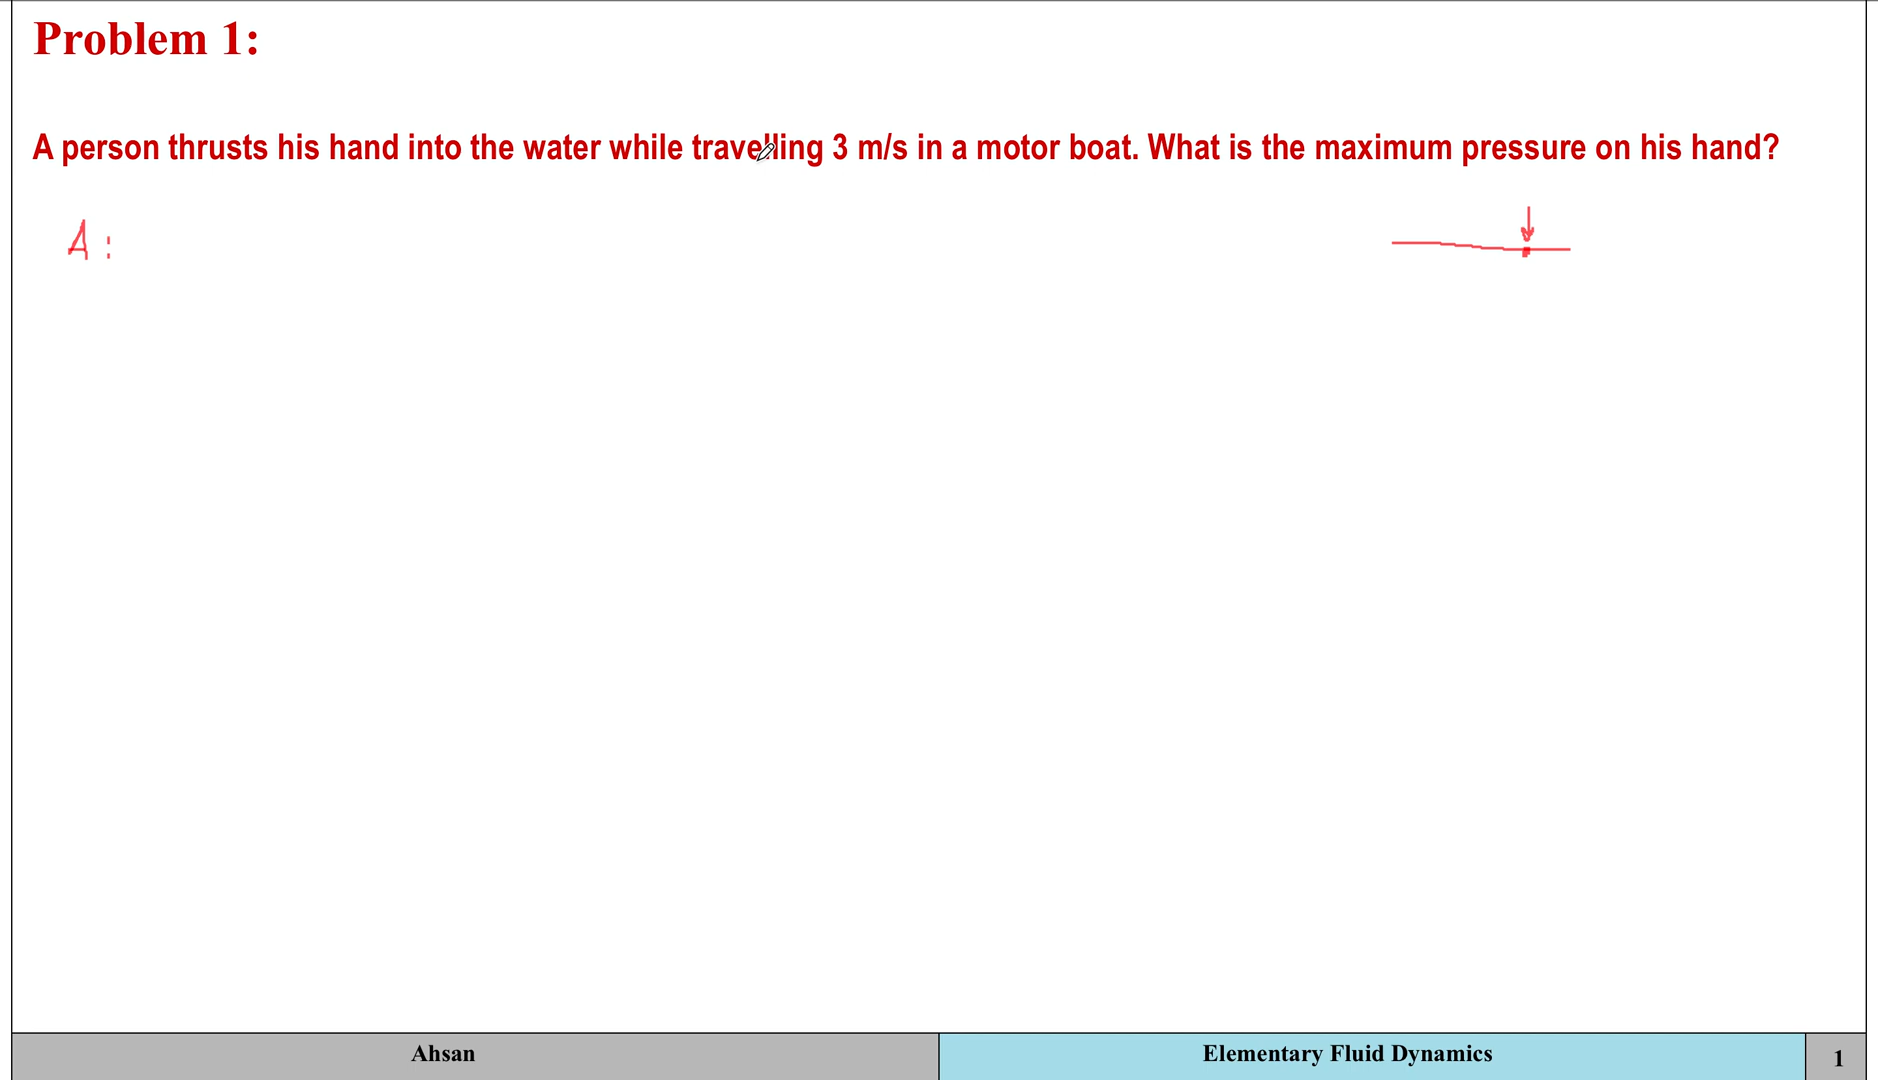 Problem 1:
A person thrusts his hand into the water while travelling 3 m/s in a motor boat. What is the maximum pressure on his hand?
A :
Ahsan
Elementary Fluid Dynamics
1